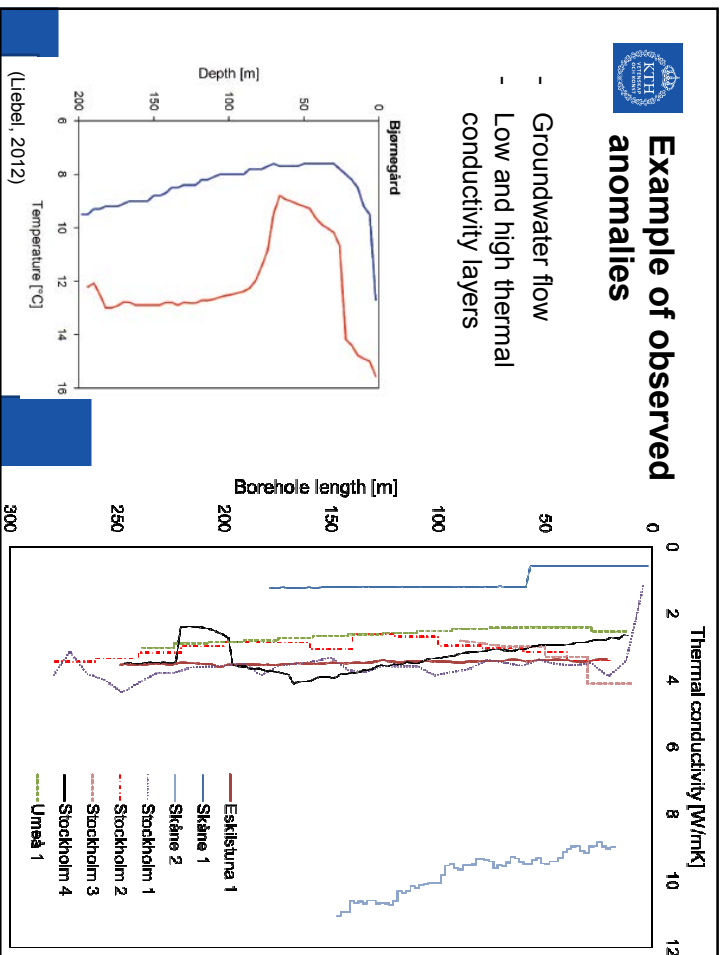 KTH
VETENSKAP
OCH KONST
Example of observed
anomalies
- Groundwater flow
- Low and high thermal
conductivity layers
Bjørnegård
Depth [m]
0
50
100
150
200
6
8
10
12
14
16
Temperature [°C]
(Liebel, 2012)
Thermal conductivity [W/mK]
0
2
4
6
8
10
12
Borehole length [m]
0
50
100
150
200
250
300
Eskilstuna 1
Skåne 1
Skåne 2
Stockholm 1
Stockholm 2
Stockholm 3
Stockholm 4
Umeå 1